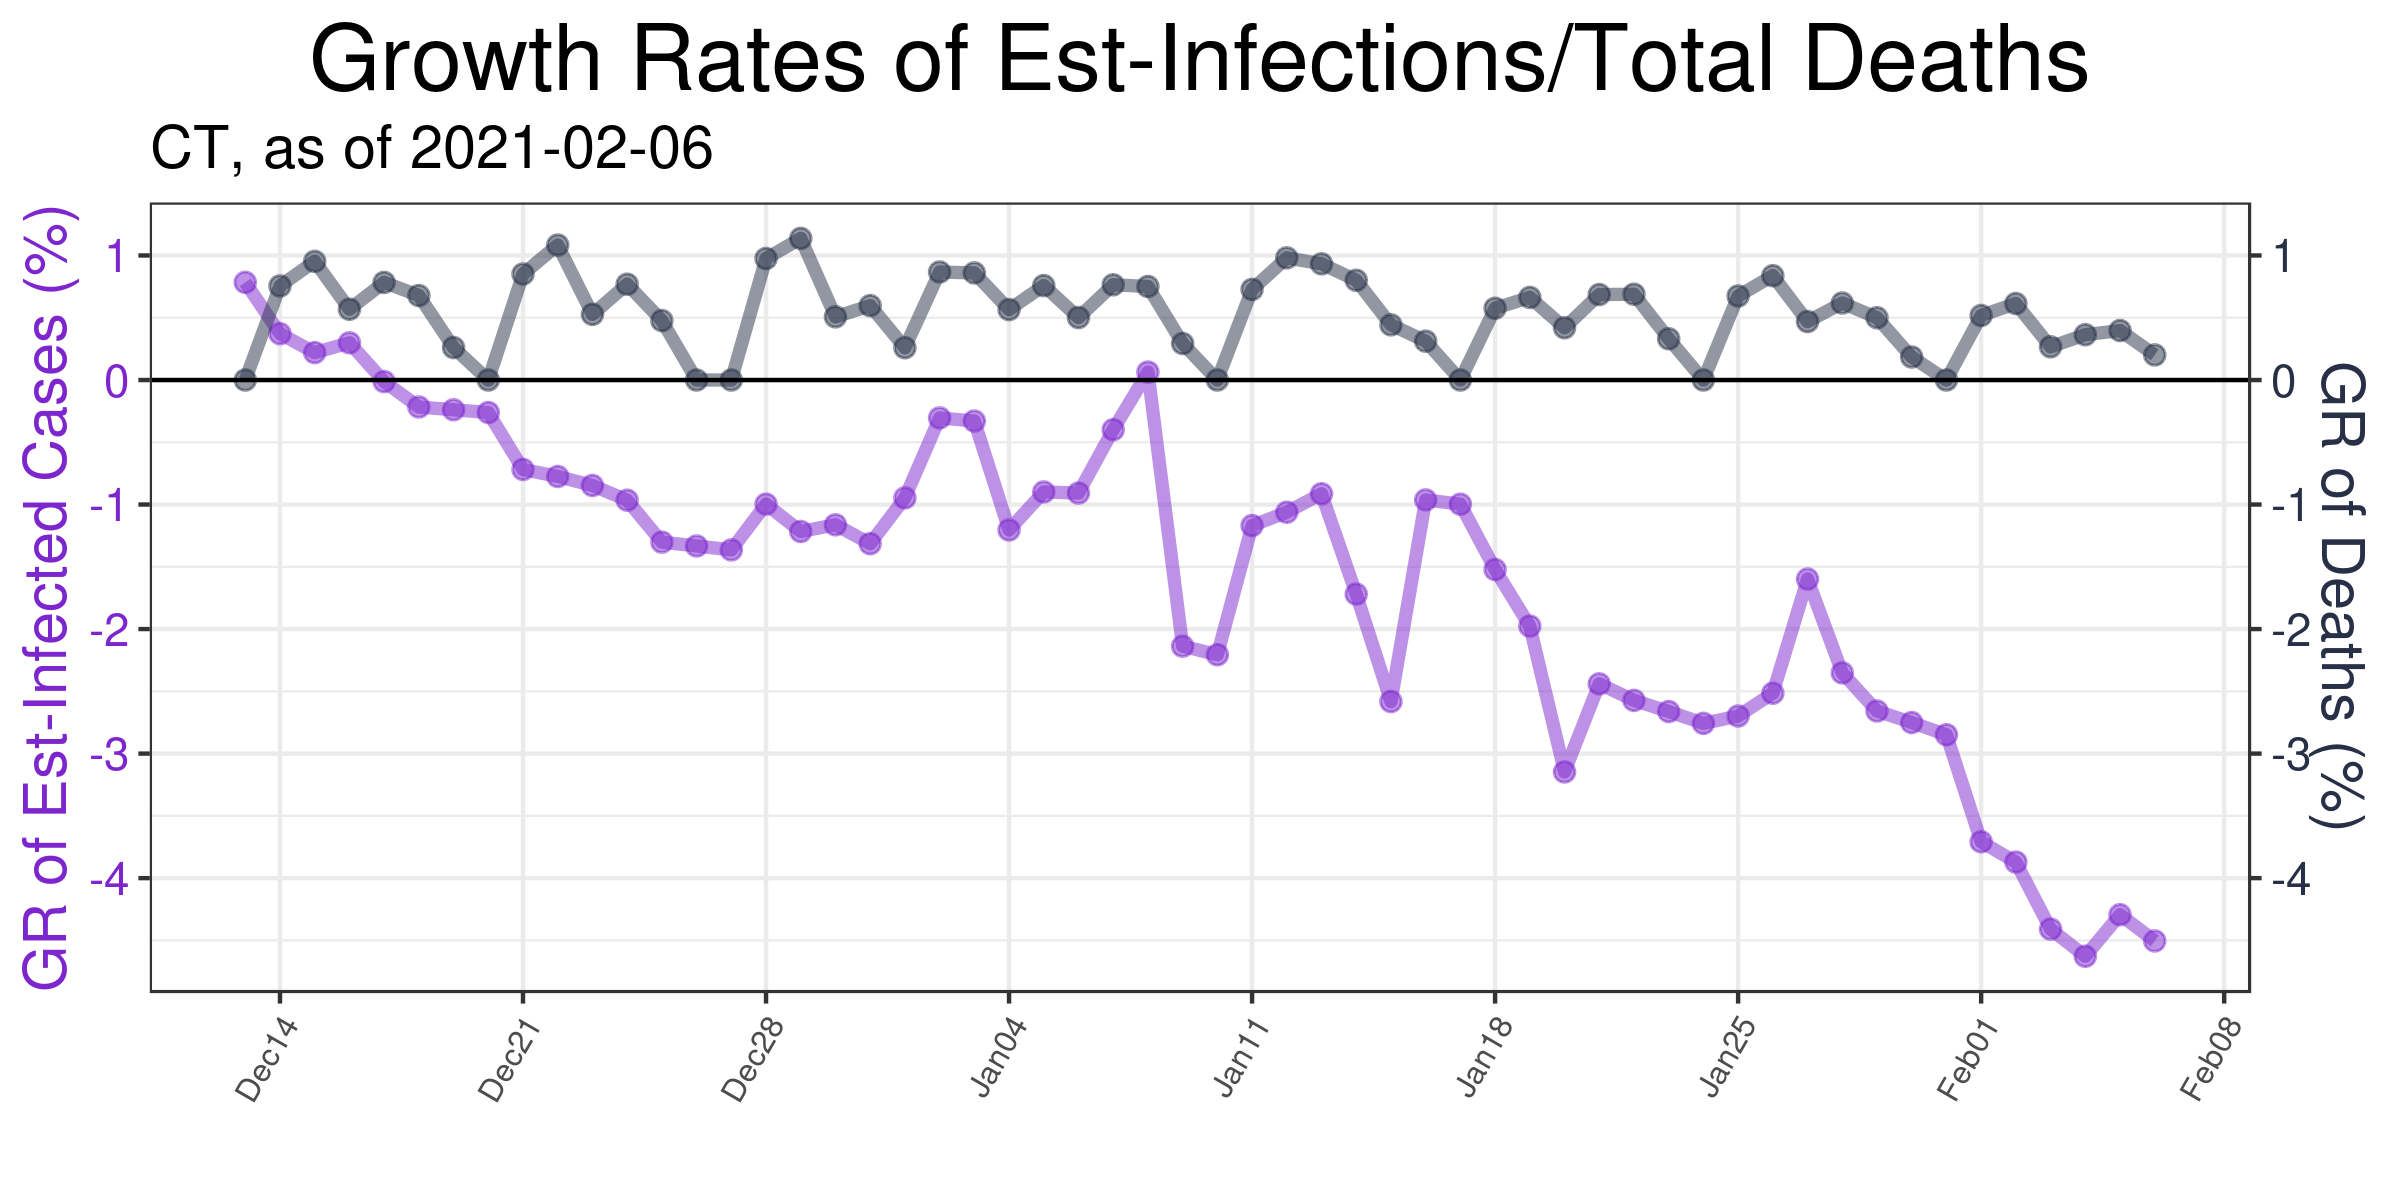 Growth Rates of Est-Infections/Total Deaths
CT, as of 2021-02-06
GR of Est-Infected Cases (%)
1
0
-1
-2
-3
-4
1
0
-1
-2
-3
-4
GR of Deaths (%)
Dec14
Dec21
Dec28
Jan04
Jan11
Jan18
Jan25
Feb01
Feb08